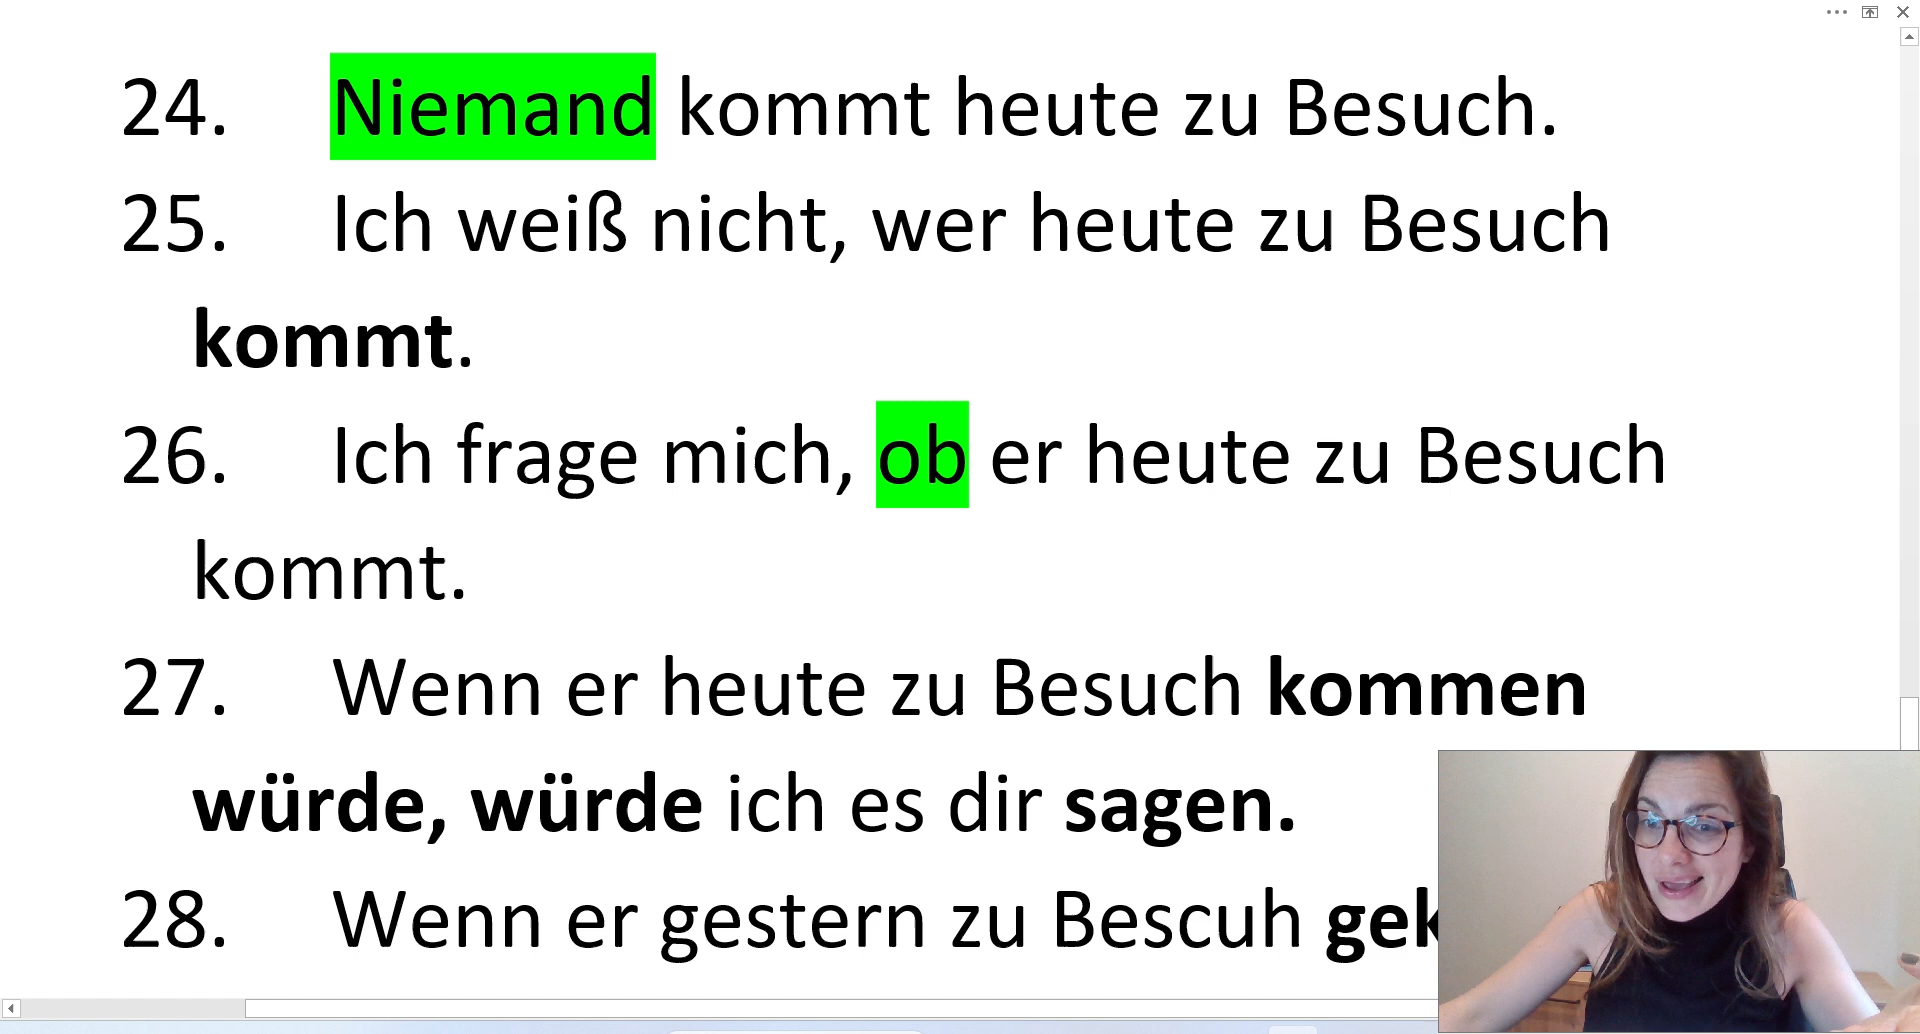 24. Niemand kommt heute zu Besuch.
25. Ich weiß nicht, wer heute zu Besuch
kommt.
26. Ich frage mich, ob er heute zu Besuch
kommt.
27. Wenn er heute zu Besuch kommen
würde, würde ich es dir sagen.
28. Wenn er gestern zu Bescuh